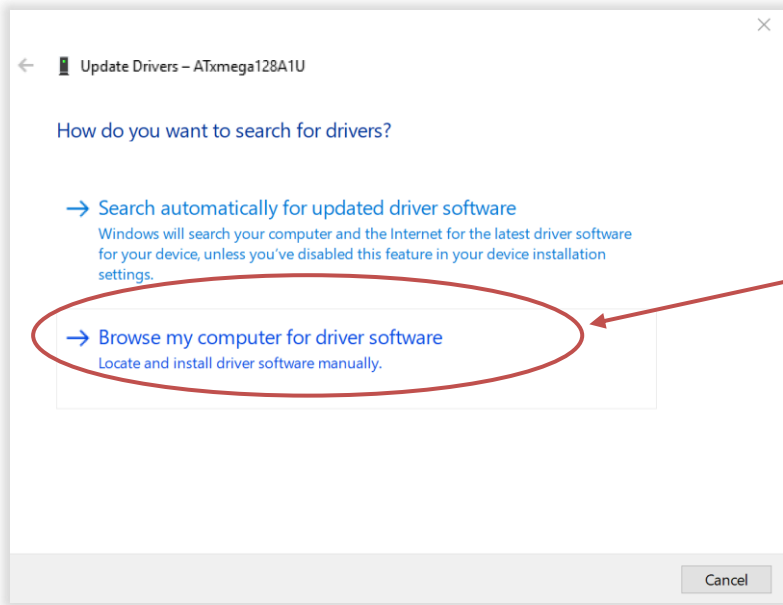 Update Drivers – ATxmega128A1U
How do you want to search for drivers?
Search automatically for updated driver software
Windows will search your computer and the Internet for the latest driver software
for your device, unless you've disabled this feature in your device installation
settings.
Browse my computer for driver software
Locate and install driver software manually.
Cancel